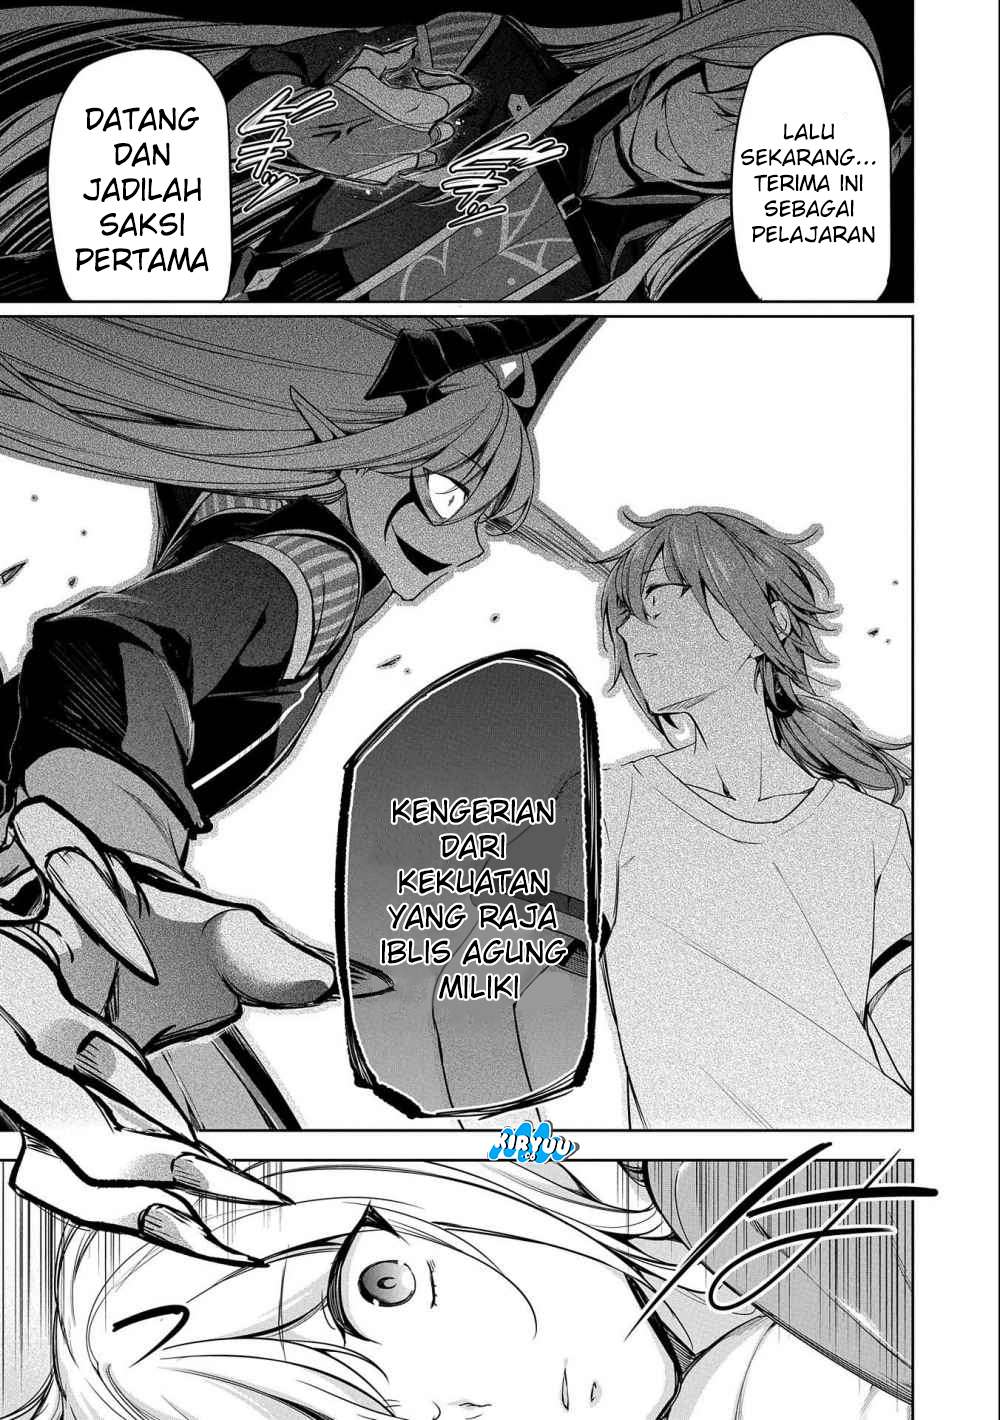 LALU
SEKARANG...
TERIMA INI
SEBAGAI
PELAJARAN
DATANG
DAN
JADILAH
SAKSI
PERTAMA
KENGERIAN
DARI
KEKUATAN
YANG RAJA
IBLIS AGUNG
MILIKI
KIRYUU